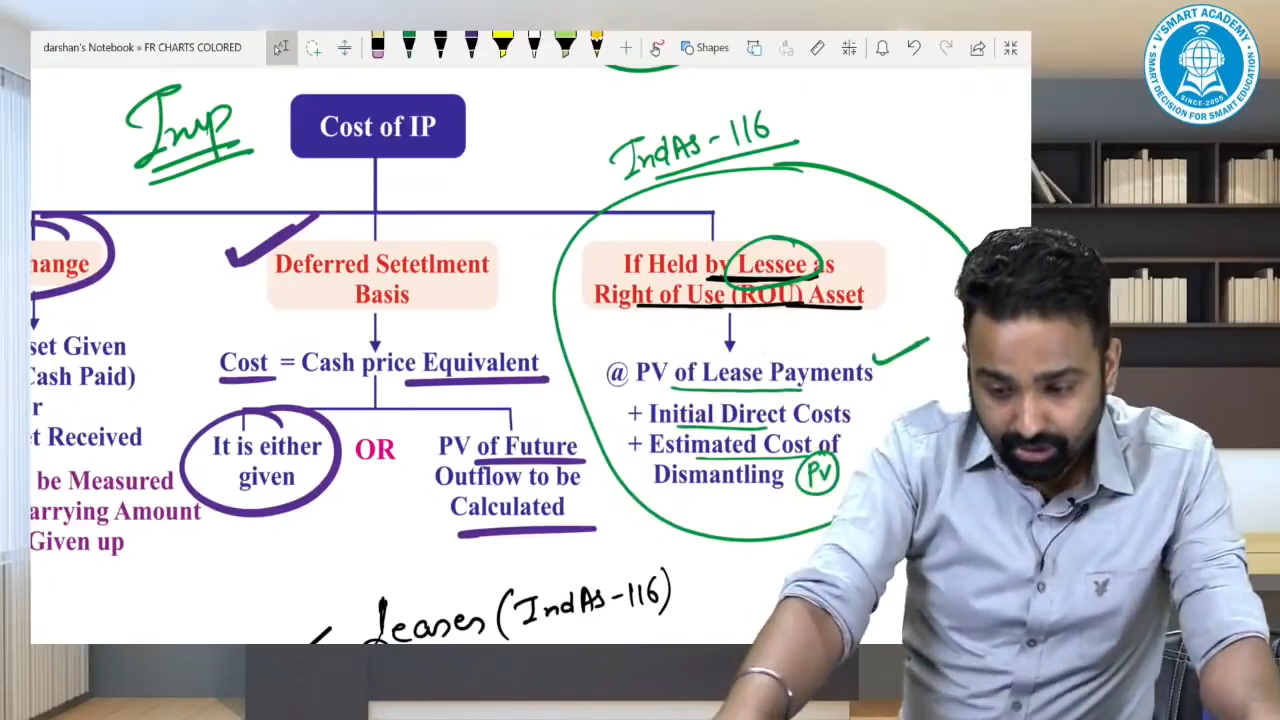 darshan's Notebook » FR CHARTS COLORED
Shapes
V'SMART ACADEMY
SINCE-2005
SMART DECISION FOR SMART EDUCATION
Imp
Cost of IP
IndAs-116
hange
Deferred Setetlment
Basis
If Held by Lessee as
Right of Use (ROU) Asset
set Given
Cash Paid)
r
t Received
be Measured
arrying Amount
Given up
Cost = Cash price Equivalent
It is either
given
OR
PV of Future
Outflow to be
Calculated
@ PV of Lease Payments
+ Initial Direct Costs
+ Estimated Cost of
Dismantling PV
Leases (IndAs-116)